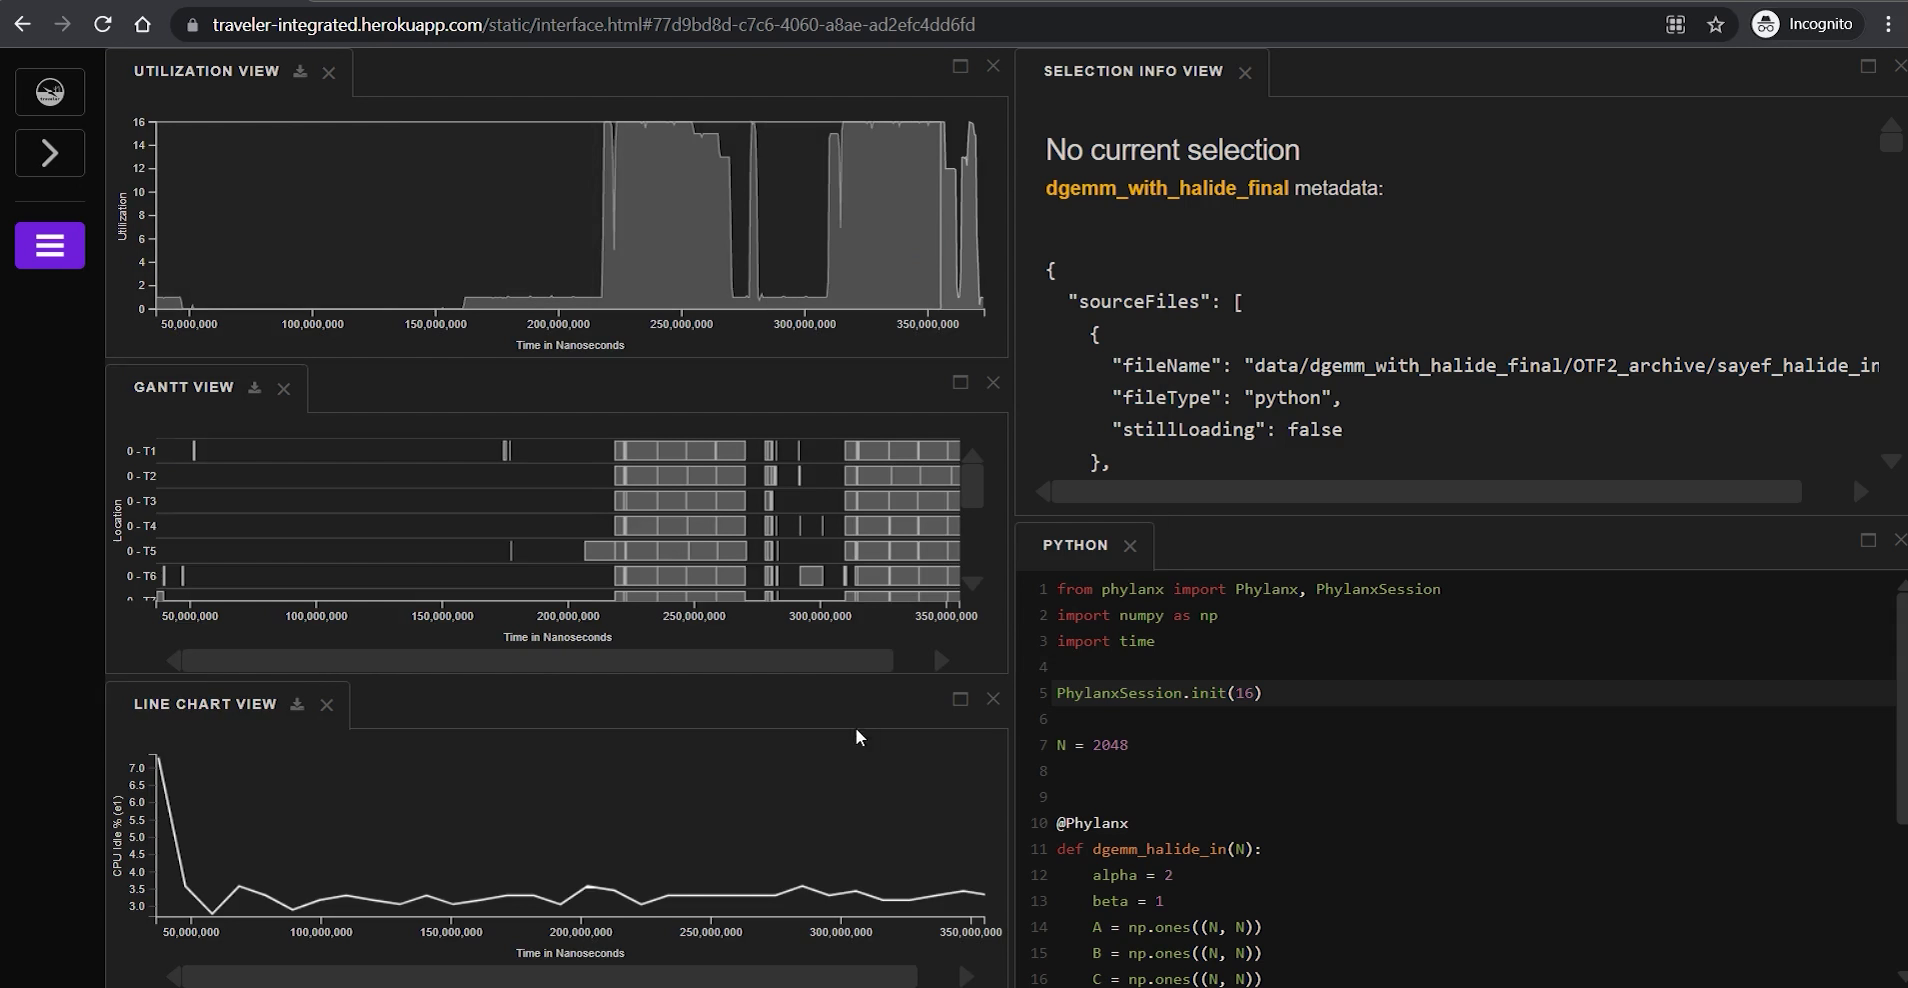 traveler-integrated.herokuapp.com/static/interface.html#77d9bd8d-c7c6-4060-a8ae-ad2efc4dd6fd
Incognito
UTILIZATION VIEW
16
14
12
10
8
6
4
2
0
Utilization
50,000,000 100,000,000 150,000,000 200,000,000 250,000,000 300,000,000 350,000,000
Time in Nanoseconds
GANTT VIEW
Location
0 - T1
0 - T2
0 - T3
0 - T4
0 - T5
0 - T6
0 - T7
50,000,000 100,000,000 150,000,000 200,000,000 250,000,000 300,000,000 350,000,000
Time in Nanoseconds
LINE CHART VIEW
CPU Idle % (e1)
7.0
6.5
6.0
5.5
5.0
4.5
4.0
3.5
3.0
50,000,000 100,000,000 150,000,000 200,000,000 250,000,000 300,000,000 350,000,000
Time in Nanoseconds
SELECTION INFO VIEW
No current selection
dgemm_with_halide_final metadata:
{
"sourceFiles": [
{
"fileName": "data/dgemm_with_halide_final/OTF2_archive/sayef_halide_in
"fileType": "python",
"stillLoading": false
},
PYTHON
1 from phylanx import Phylanx, PhylanxSession
2 import numpy as np
3 import time
4
5 PhylanxSession.init(16)
6
7 N = 2048
8
9
10 @Phylanx
11 def dgemm_halide_in(N):
12 alpha = 2
13 beta = 1
14 A = np.ones((N, N))
15 B = np.ones((N, N))
16 C = np.ones((N, N))